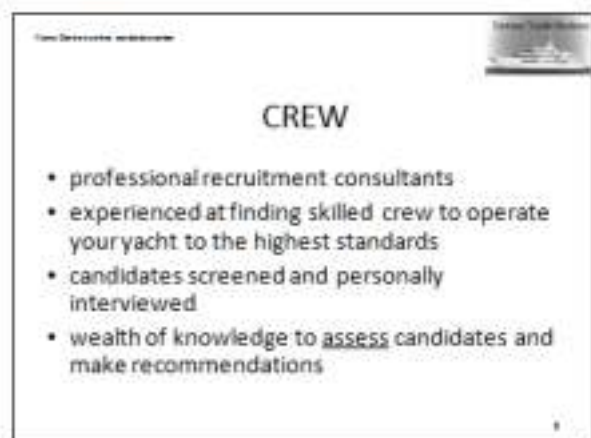 CREW
• professional recruitment consultants
• experienced at finding skilled crew to operate
your yacht to the highest standards
• candidates screened and personally
interviewed
• wealth of knowledge to assess candidates and
make recommendations